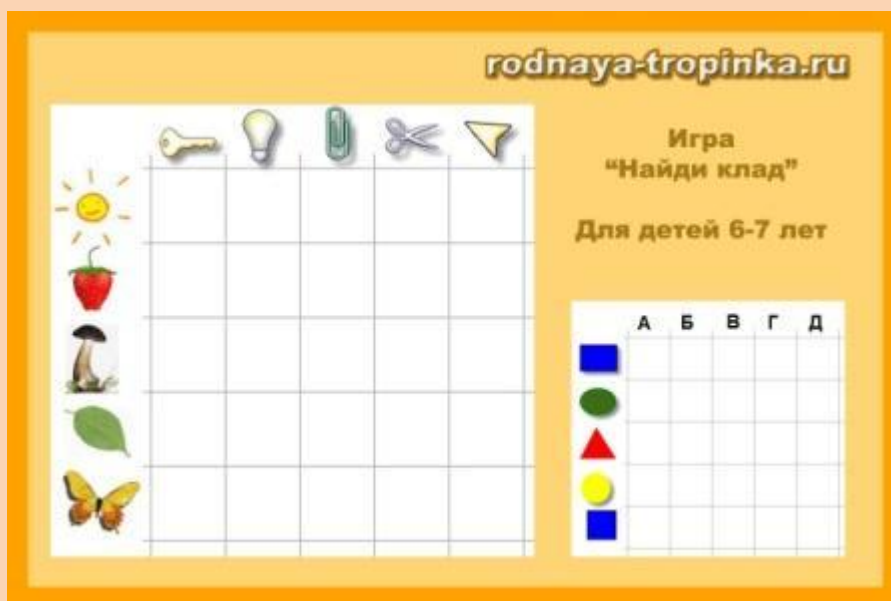 rodnaya-tropinka.ru
Игра
“Найди клад”
Для детей 6-7 лет
А Б В Г Д